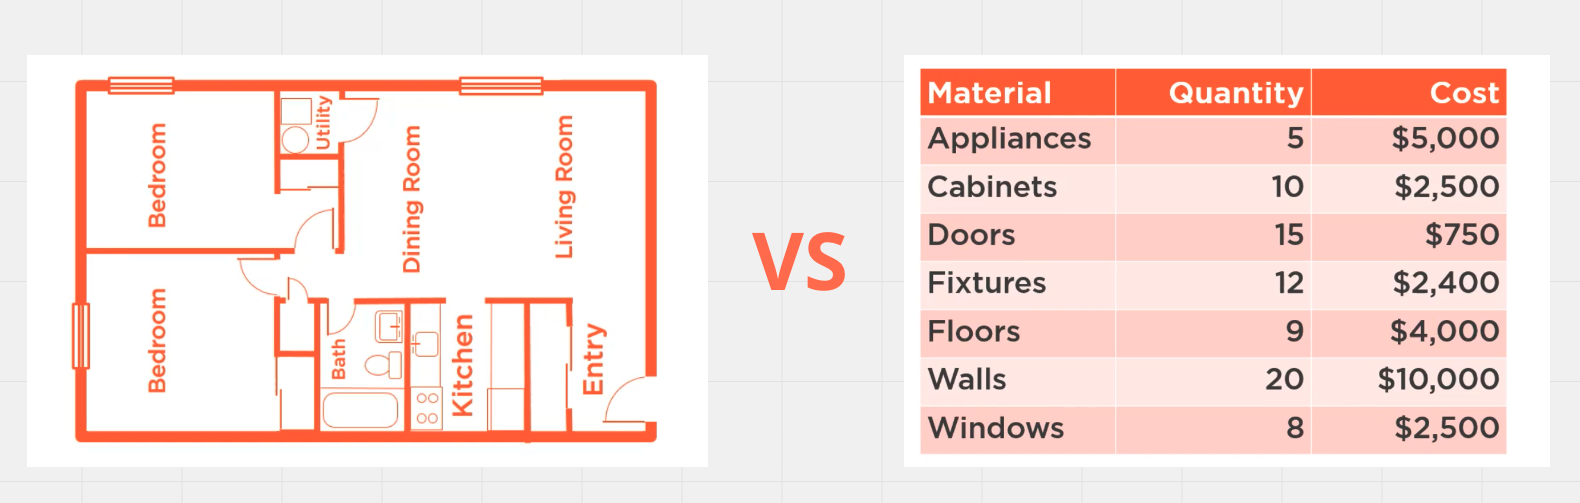 Bedroom
Utility
Dining Room
Living Room
Bedroom
Bath
Kitchen
Entry
VS
Material Quantity Cost
Appliances 5 $5,000
Cabinets 10 $2,500
Doors 15 $750
Fixtures 12 $2,400
Floors 9 $4,000
Walls 20 $10,000
Windows 8 $2,500